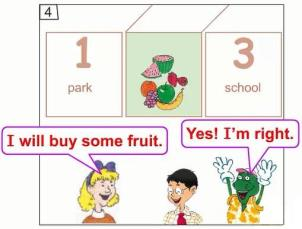 4
1
3
park
school
I will buy some fruit.
Yes! I'm right.